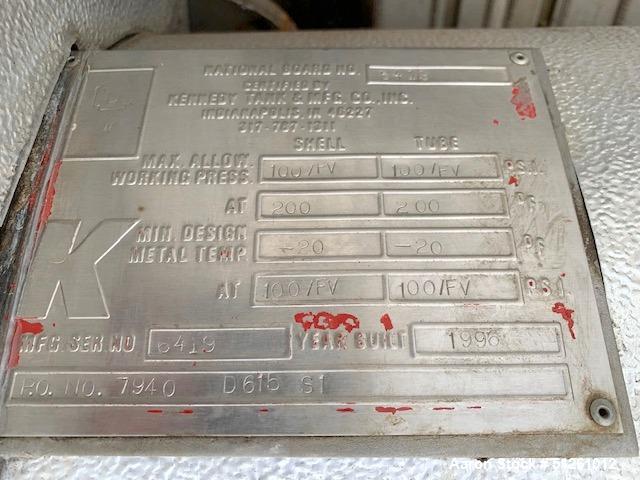 NATIONAL BOARD NO.
CERTIFIED BY
KENNEDY TANK & MFG. CO., INC.
INDIANAPOLIS, IN 46227
317-787-1311
SHELL TUBE
MAX. ALLOW. WORKING PRESS. 100/FV 100/FV P.S.I.
AT 200 200 °F
MIN. DESIGN METAL TEMP -20 -20 °F
AT 100/FV 100/FV P.S.I.
MFG. SER. NO 6419 YEAR BUILT 1996
P.O. NO. 7940 D615 S1
Aaron Stock #